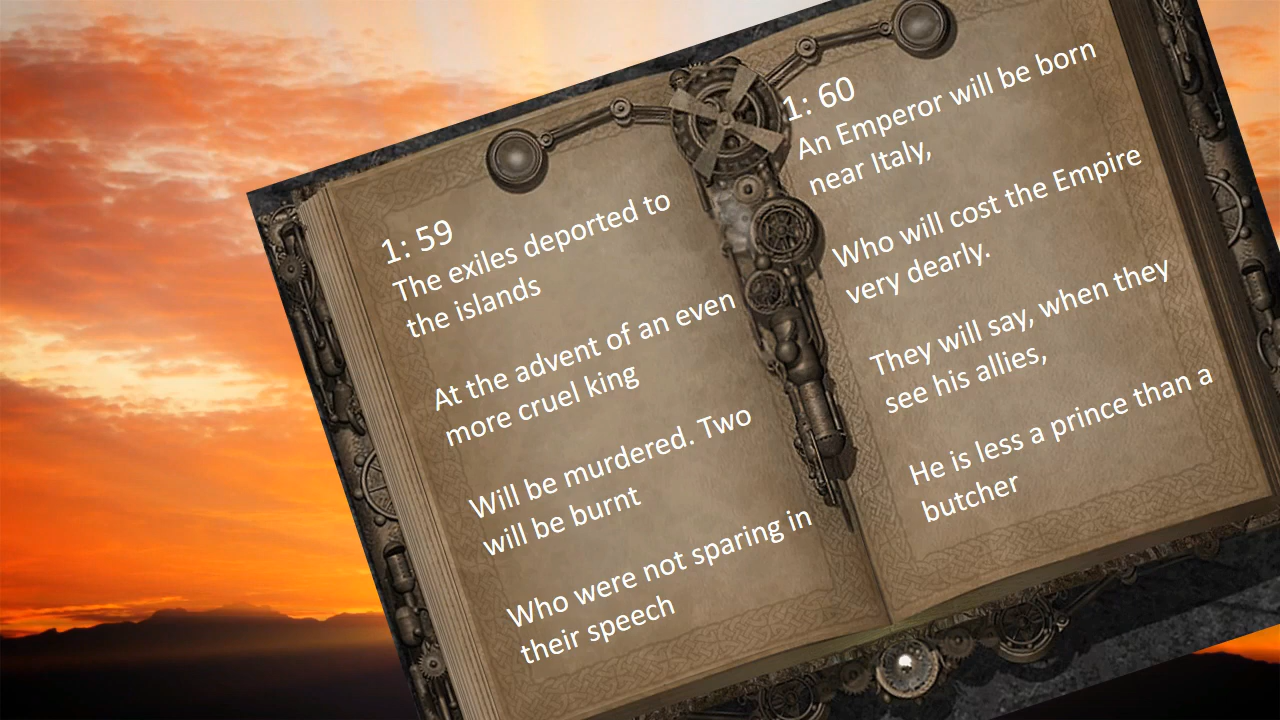 1: 59
The exiles deported to
the islands
At the advent of an even
more cruel king
Will be murdered. Two
will be burnt
Who were not sparing in
their speech
1: 60
An Emperor will be born
near Italy,
Who will cost the Empire
very dearly.
They will say, when they
see his allies,
He is less a prince than a
butcher